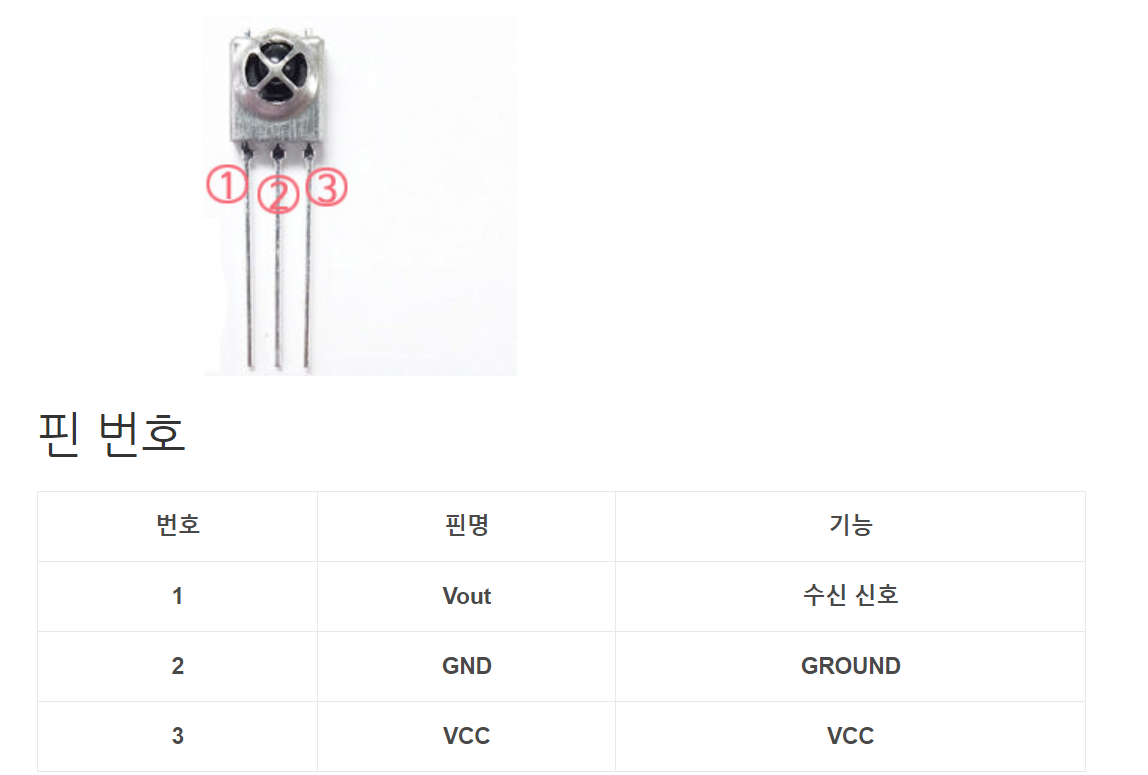 ① ② ③
핀 번호
번호 핀명 기능
1 Vout 수신 신호
2 GND GROUND
3 VCC VCC